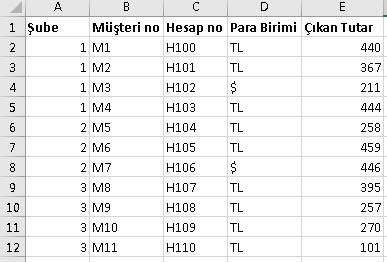 A B C D E
1 Şube Müşteri no Hesap no Para Birimi Çıkan Tutar
2 1 M1 H100 TL 440
3 1 M2 H101 TL 367
4 1 M3 H102 $ 211
5 1 M4 H103 TL 444
6 2 M5 H104 TL 258
7 2 M6 H105 TL 459
8 2 M7 H106 $ 446
9 3 M8 H107 TL 395
10 3 M9 H108 TL 257
11 3 M10 H109 TL 270
12 3 M11 H110 TL 101